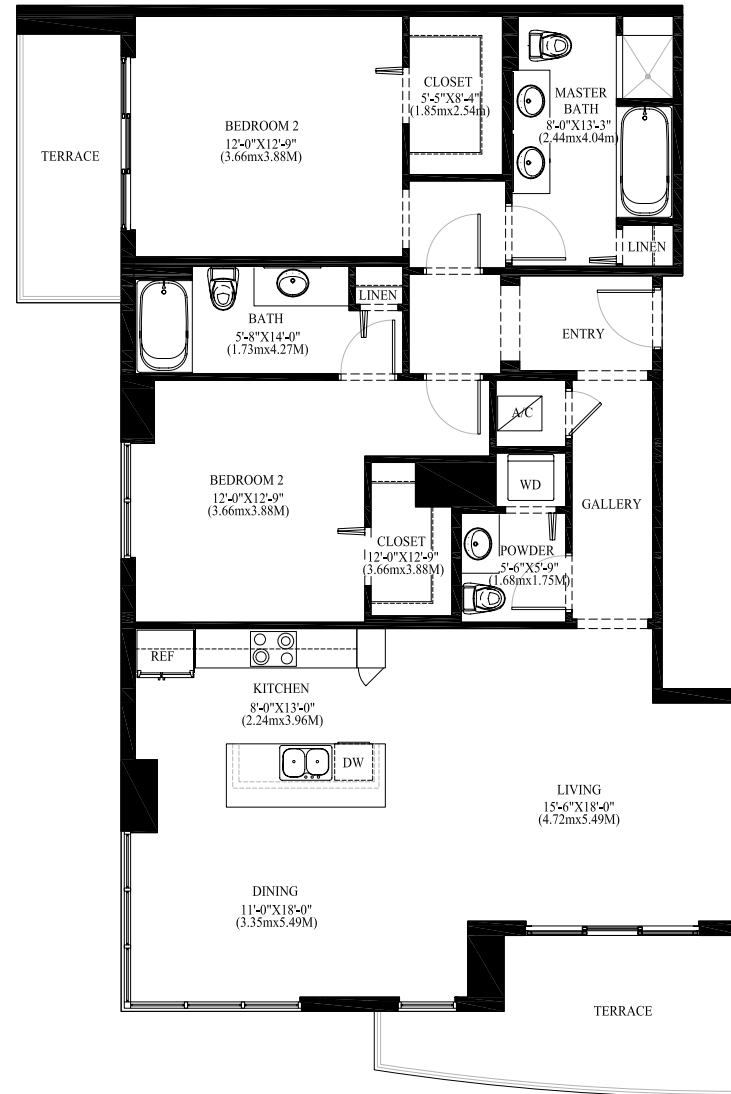 TERRACE
BEDROOM 2
12'-0"X12'-9"
(3.66mx3.88M)
CLOSET
5'-5"X8'-4"
(1.85mx2.54m)
MASTER
BATH
8'-0"X13'-3"
(2.44mx4.04m)
LINEN
LINEN
BATH
5'-8"X14'-0"
(1.73mx4.27M)
ENTRY
A/C
BEDROOM 2
12'-0"X12'-9"
(3.66mx3.88M)
WD
GALLERY
CLOSET
12'-0"X12'-9"
(3.66mx3.88M)
POWDER
5'-6"X5'-9"
(1.68mx1.75M)
REF
KITCHEN
8'-0"X13'-0"
(2.24mx3.96M)
DW
LIVING
15'-6"X18'-0"
(4.72mx5.49M)
DINING
11'-0"X18'-0"
(3.35mx5.49M)
TERRACE